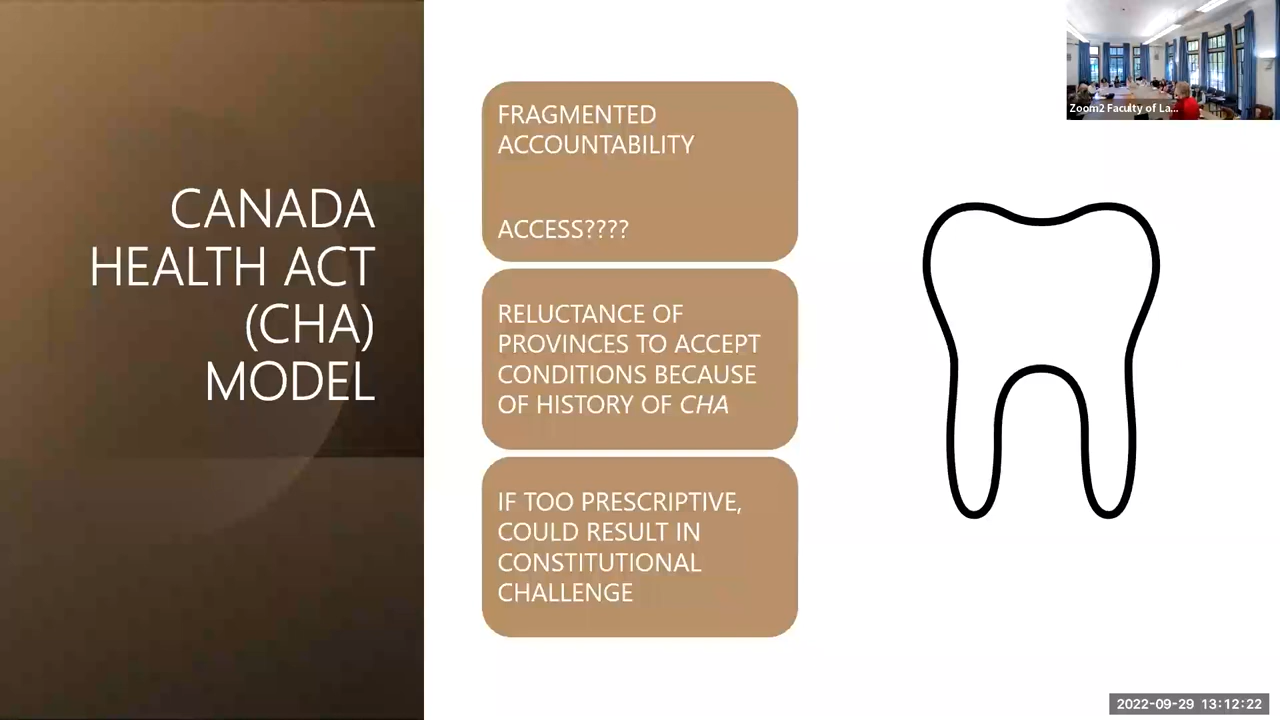 CANADA
HEALTH ACT
(CHA)
MODEL
FRAGMENTED
ACCOUNTABILITY
ACCESS????
RELUCTANCE OF
PROVINCES TO ACCEPT
CONDITIONS BECAUSE
OF HISTORY OF CHA
IF TOO PRESCRIPTIVE,
COULD RESULT IN
CONSTITUTIONAL
CHALLENGE
Zoom2 Faculty of La...
2022-09-29 13:12:22